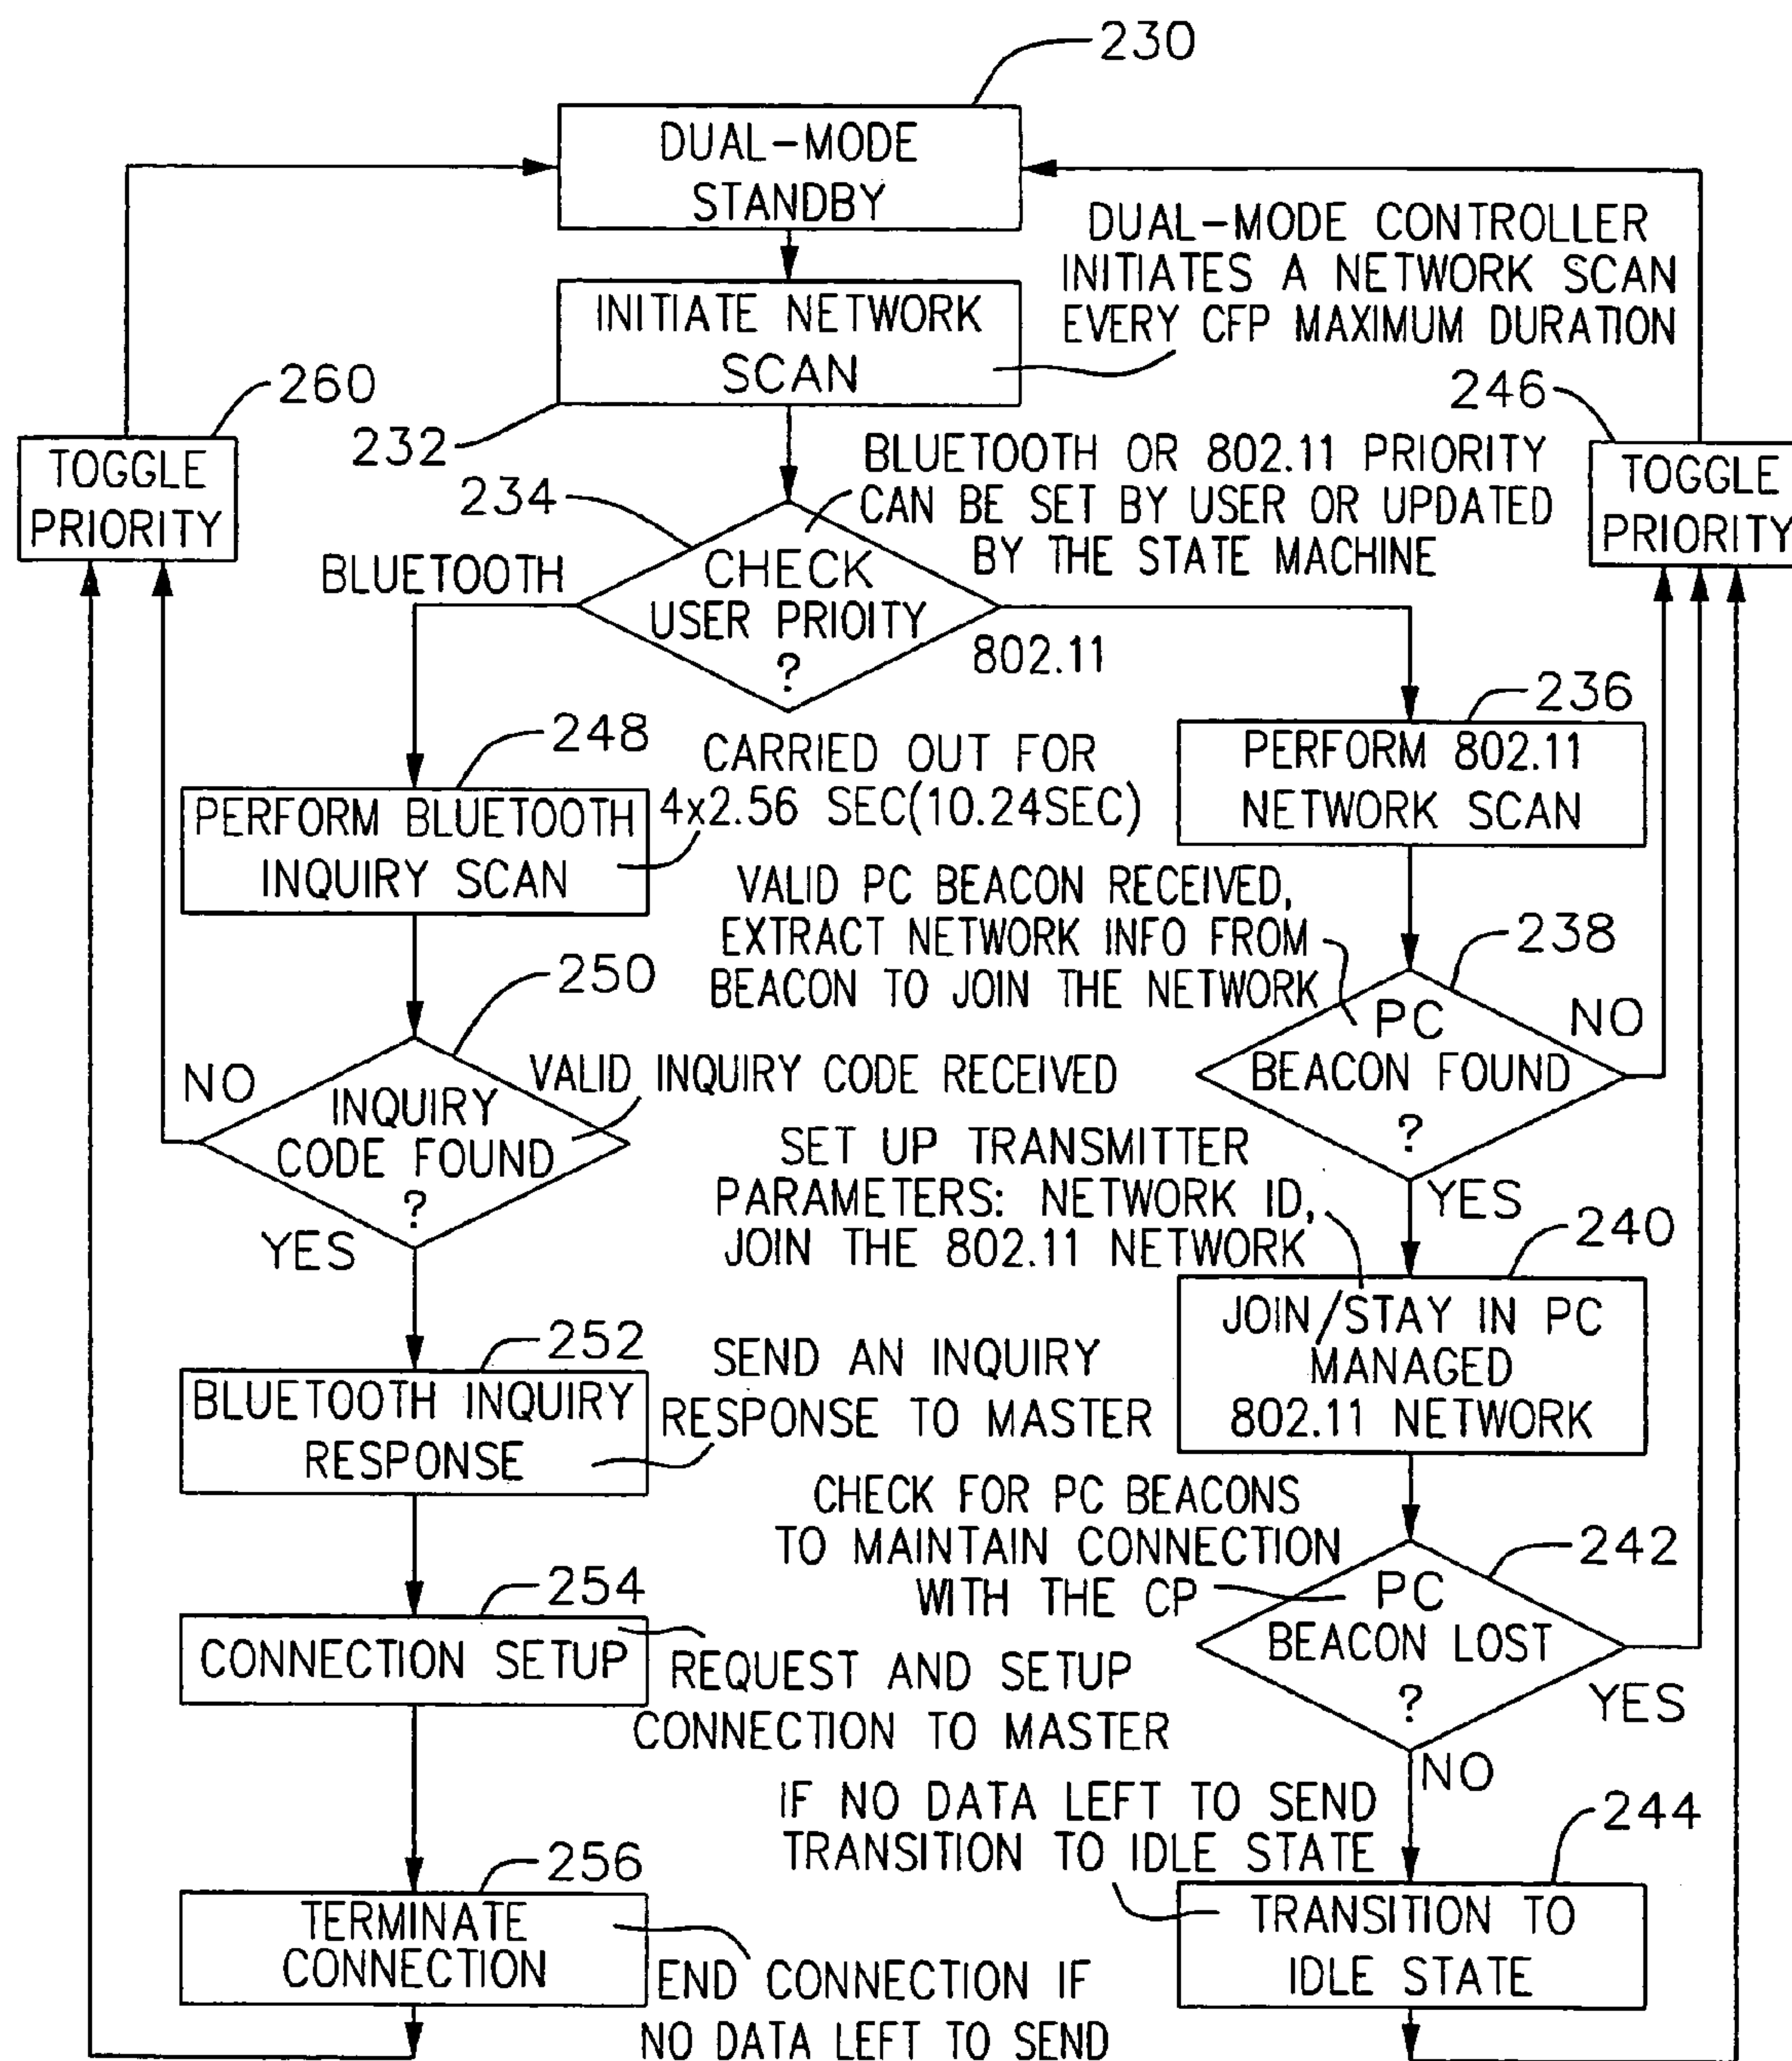 230
DUAL-MODE
STANDBY
DUAL-MODE CONTROLLER
INITIATES A NETWORK SCAN
EVERY CFP MAXIMUM DURATION
INITIATE NETWORK
SCAN
232
260
TOGGLE
PRIORITY
246
TOGGLE
PRIORITY
234
BLUETOOTH OR 802.11 PRIORITY
CAN BE SET BY USER OR UPDATED
BY THE STATE MACHINE
BLUETOOTH
CHECK
USER PRIOITY
?
802.11
248
CARRIED OUT FOR
4x2.56 SEC(10.24SEC)
PERFORM BLUETOOTH
INQUIRY SCAN
236
PERFORM 802.11
NETWORK SCAN
VALID PC BEACON RECEIVED,
EXTRACT NETWORK INFO FROM
BEACON TO JOIN THE NETWORK
238
PC
BEACON FOUND
?
NO
YES
250
NO
VALID INQUIRY CODE RECEIVED
INQUIRY
CODE FOUND
?
YES
SET UP TRANSMITTER
PARAMETERS: NETWORK ID,
JOIN THE 802.11 NETWORK
240
JOIN/STAY IN PC
MANAGED
802.11 NETWORK
252
BLUETOOTH INQUIRY
RESPONSE
SEND AN INQUIRY
RESPONSE TO MASTER
CHECK FOR PC BEACONS
TO MAINTAIN CONNECTION
WITH THE CP
242
PC
BEACON LOST
?
YES
NO
254
CONNECTION SETUP
REQUEST AND SETUP
CONNECTION TO MASTER
IF NO DATA LEFT TO SEND
TRANSITION TO IDLE STATE
244
TRANSITION TO
IDLE STATE
256
TERMINATE
CONNECTION
END CONNECTION IF
NO DATA LEFT TO SEND